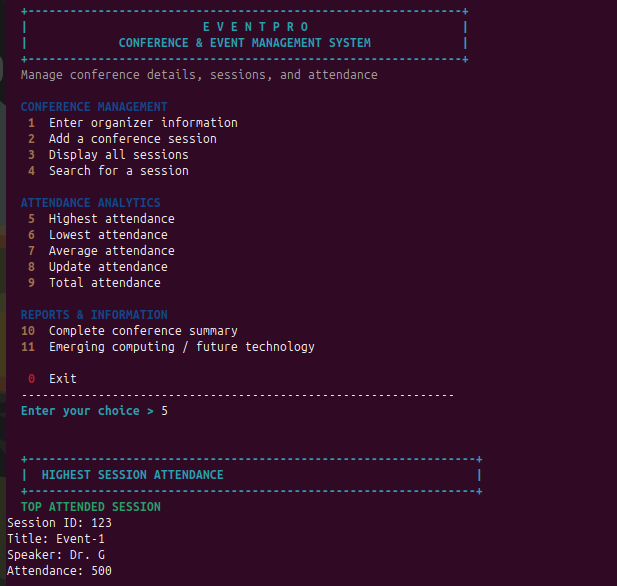 +--------------------------------------------------------------+
| E V E N T P R O |
| CONFERENCE & EVENT MANAGEMENT SYSTEM |
+--------------------------------------------------------------+
Manage conference details, sessions, and attendance
CONFERENCE MANAGEMENT
1 Enter organizer information
2 Add a conference session
3 Display all sessions
4 Search for a session
ATTENDANCE ANALYTICS
5 Highest attendance
6 Lowest attendance
7 Average attendance
8 Update attendance
9 Total attendance
REPORTS & INFORMATION
10 Complete conference summary
11 Emerging computing / future technology
0 Exit
--------------------------------------------------------------
Enter your choice > 5
+----------------------------------------------------------------+
| HIGHEST SESSION ATTENDANCE |
+----------------------------------------------------------------+
TOP ATTENDED SESSION
Session ID: 123
Title: Event-1
Speaker: Dr. G
Attendance: 500